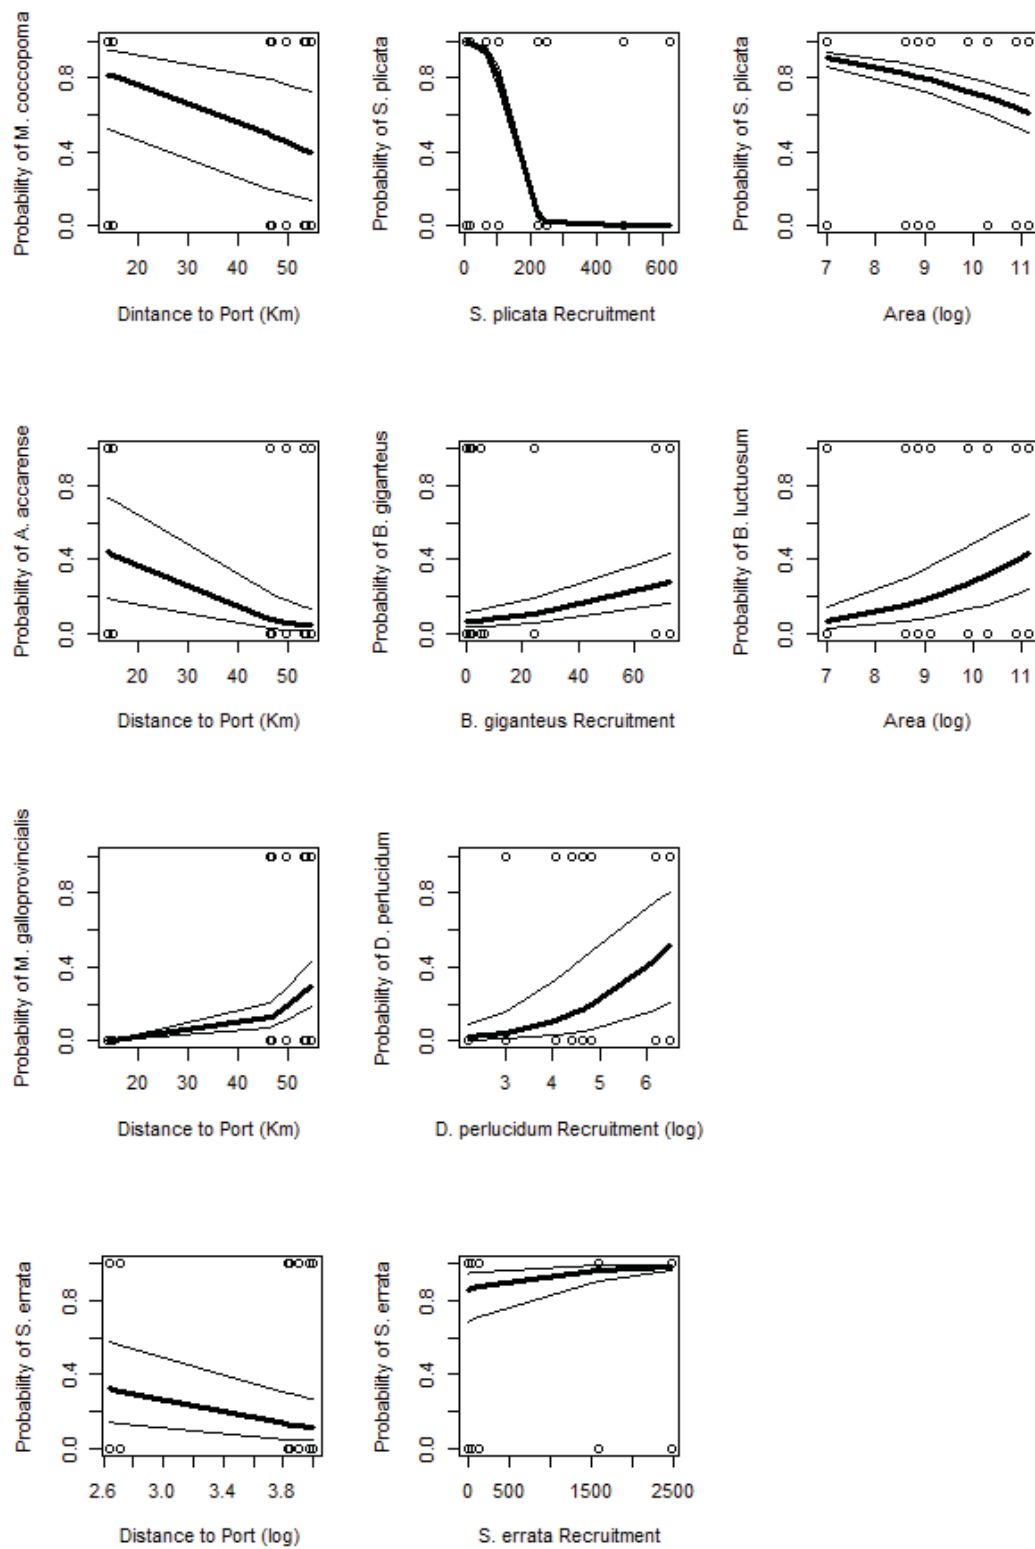 Probability of M. coccopoma
0.0 0.4 0.8
20 30 40 50
Dintance to Port (Km)
Probability of S. plicata
0.0 0.4 0.8
0 200 400 600
S. plicata Recruitment
Probability of S. plicata
0.0 0.4 0.8
7 8 9 10 11
Area (log)
Probability of A. accarense
0.0 0.4 0.8
20 30 40 50
Distance to Port (Km)
Probability of B. giganteus
0.0 0.4 0.8
0 20 40 60
B. giganteus Recruitment
Probability of B. luctuosum
0.0 0.4 0.8
7 8 9 10 11
Area (log)
Probability of M. galloprovincialis
0.0 0.4 0.8
20 30 40 50
Distance to Port (Km)
Probability of D. perlucidum
0.0 0.4 0.8
3 4 5 6
D. perlucidum Recruitment (log)
Probability of S. errata
0.0 0.4 0.8
2.6 3.0 3.4 3.8
Distance to Port (log)
Probability of S. errata
0.0 0.4 0.8
0 500 1500 2500
S. errata Recruitment